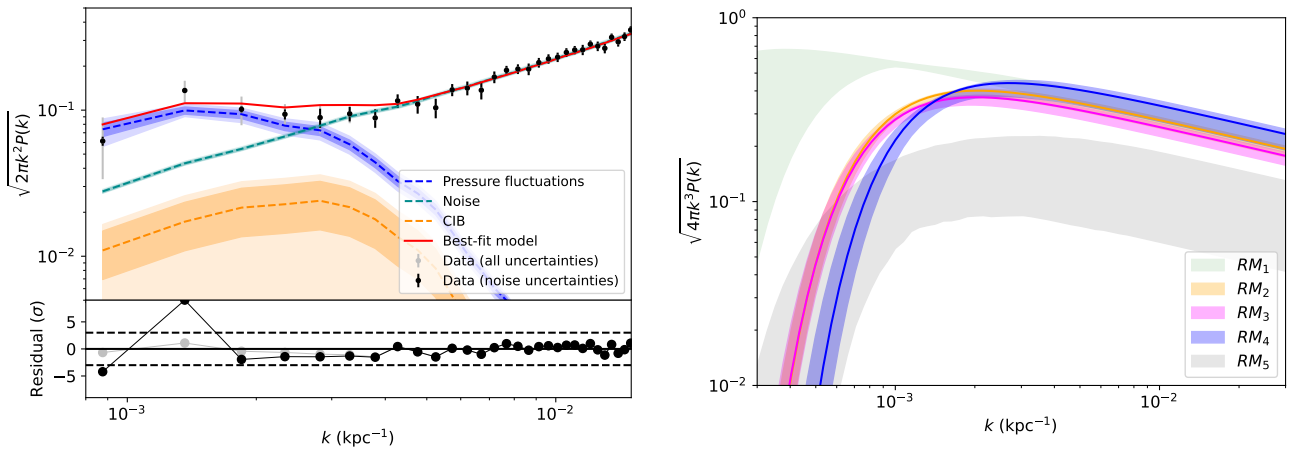 10⁻¹
10⁻²
√2πk²P(k)
Pressure fluctuations
Noise
CIB
Best-fit model
Data (all uncertainties)
Data (noise uncertainties)
5
0
−5
Residual (σ)
10⁻³
10⁻²
k (kpc⁻¹)
10⁰
10⁻¹
10⁻²
√4πk³P(k)
RM₁
RM₂
RM₃
RM₄
RM₅
10⁻³
10⁻²
k (kpc⁻¹)